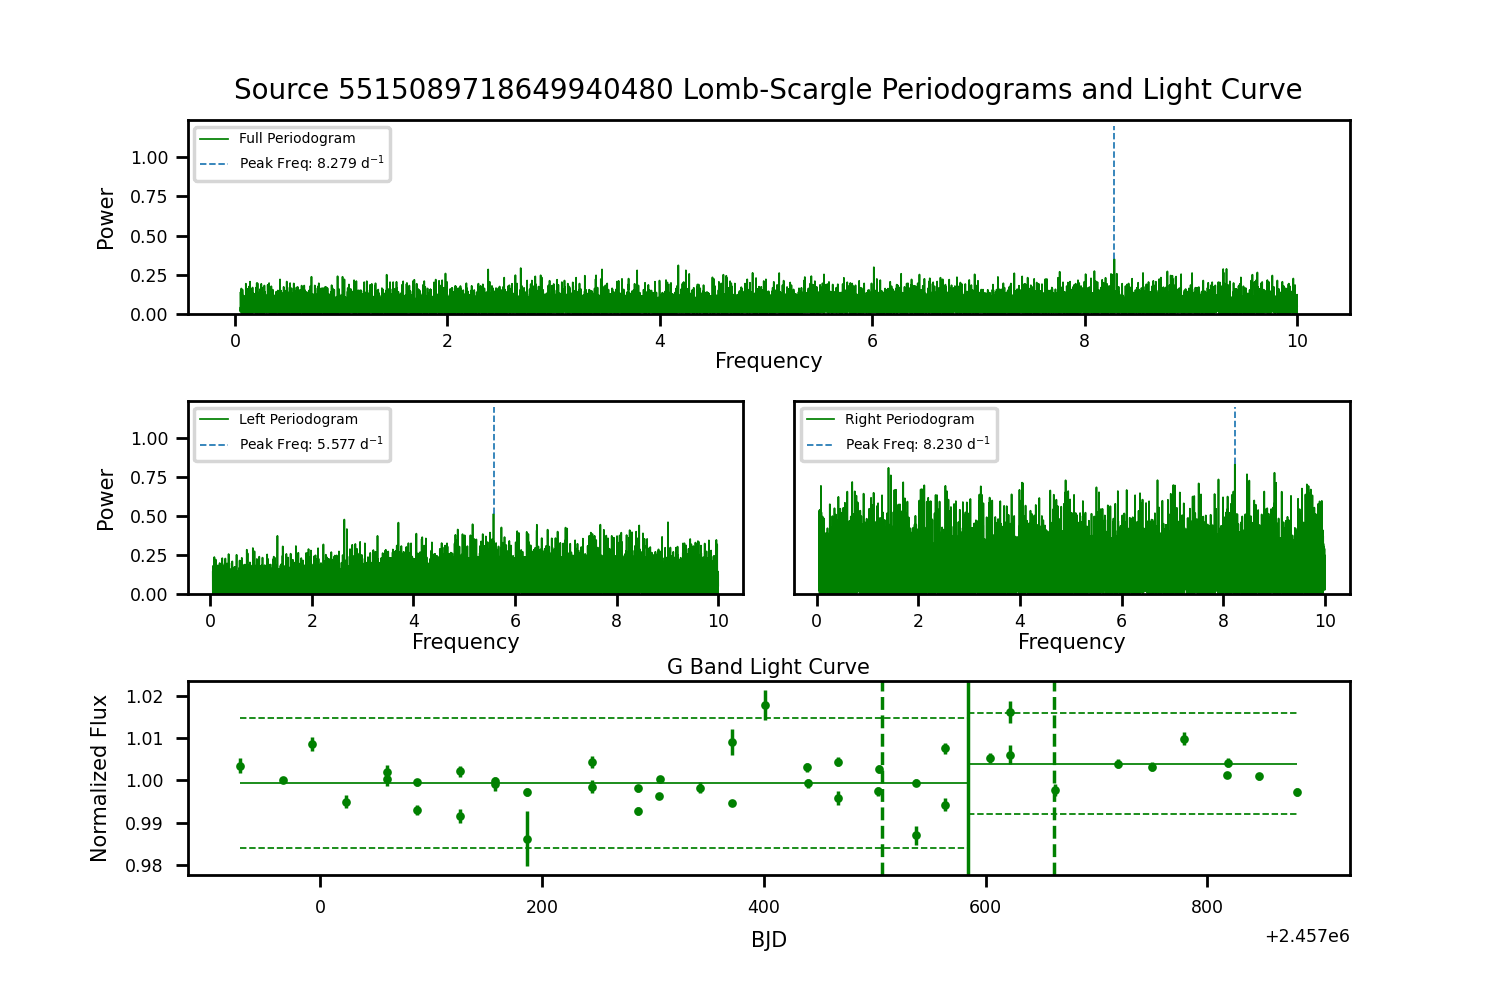 Source 5515089718649940480 Lomb-Scargle Periodograms and Light Curve
Full Periodogram
Peak Freq: 8.279 d⁻¹
Power
1.00
0.75
0.50
0.25
0.00
0 2 4 6 8 10
Frequency
Left Periodogram
Peak Freq: 5.577 d⁻¹
Power
1.00
0.75
0.50
0.25
0.00
0 2 4 6 8 10
Frequency
Right Periodogram
Peak Freq: 8.230 d⁻¹
0 2 4 6 8 10
Frequency
G Band Light Curve
Normalized Flux
1.02
1.01
1.00
0.99
0.98
0 200 400 600 800
BJD
+2.457e6